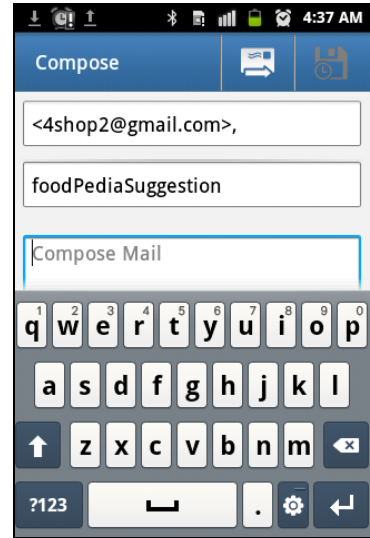 4:37 AM
Compose
<4shop2@gmail.com>,
foodPediaSuggestion
Compose Mail
1 2 3 4 5 6 7 8 9 0
q w e r t y u i o p
a s d f g h j k l
z x c v b n m
?123 .